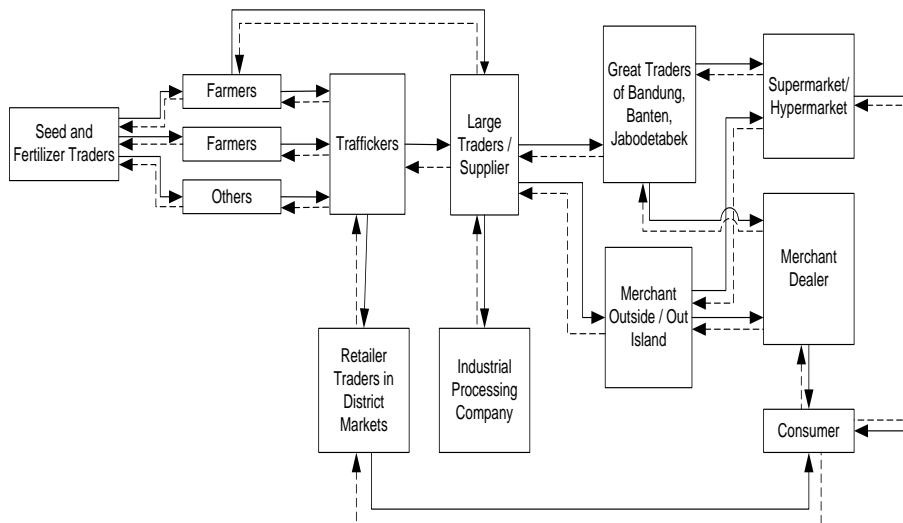 Seed and
Fertilizer Traders
Farmers
Farmers
Others
Traffickers
Large
Traders /
Supplier
Great Traders
of Bandung,
Banten,
Jabodetabek
Supermarket/
Hypermarket
Merchant
Outside / Out
Island
Merchant
Dealer
Retailer
Traders in
District
Markets
Industrial
Processing
Company
Consumer